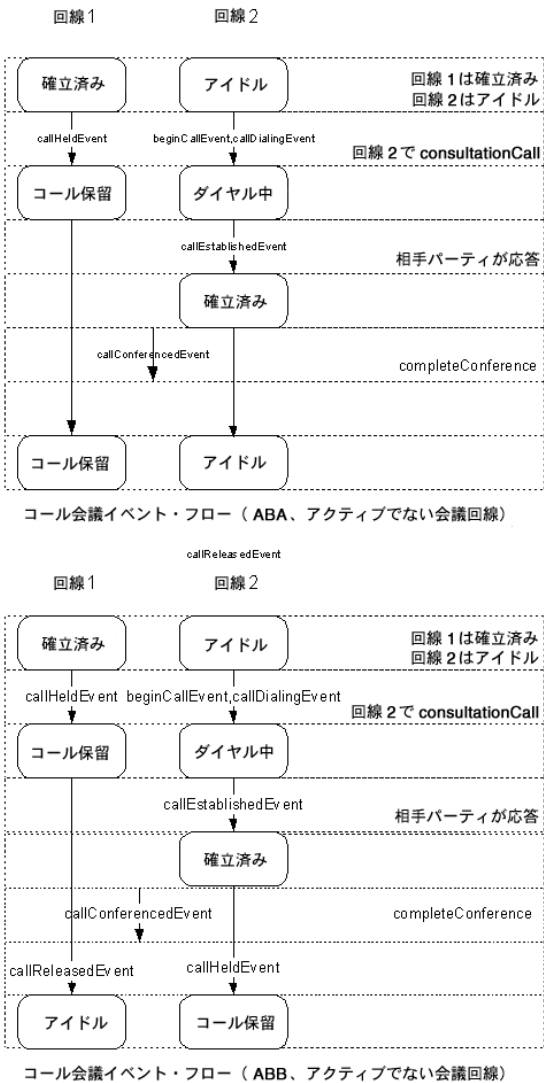 回線1 回線2
確立済み アイドル 回線1は確立済み
回線2はアイドル
callHeldEvent beginCallEvent,callDialingEvent
回線2で consultationCall
コール保留 ダイヤル中
callEstablishedEvent
相手パーティが応答
確立済み
callConferencedEvent
completeConference
コール保留 アイドル
コール会議イベント・フロー（ABA、アクティブでない会議回線）
callReleasedEvent
回線1 回線2
確立済み アイドル 回線1は確立済み
回線2はアイドル
callHeldEvent beginCallEvent,callDialingEvent
回線2で consultationCall
コール保留 ダイヤル中
callEstablishedEvent
相手パーティが応答
確立済み
callConferencedEvent completeConference
callReleasedEvent callHeldEvent
アイドル コール保留
コール会議イベント・フロー（ABB、アクティブでない会議回線）